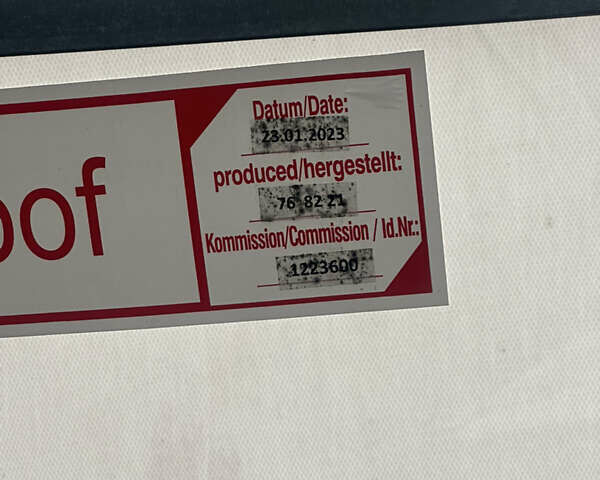 oof
Datum/Date:
23.01.2023
produced/hergestellt:
76 82 21
Kommission/Commission / Id.Nr.:
1223600